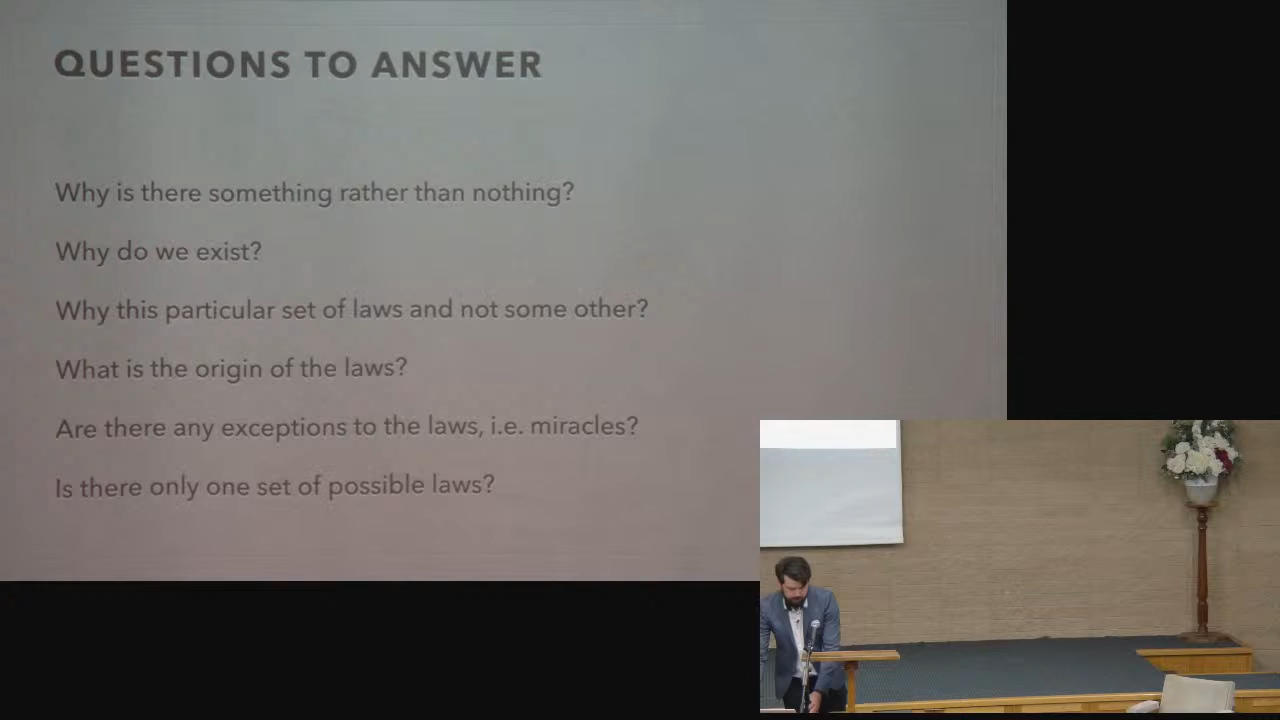 QUESTIONS TO ANSWER
Why is there something rather than nothing?
Why do we exist?
Why this particular set of laws and not some other?
What is the origin of the laws?
Are there any exceptions to the laws, i.e. miracles?
Is there only one set of possible laws?